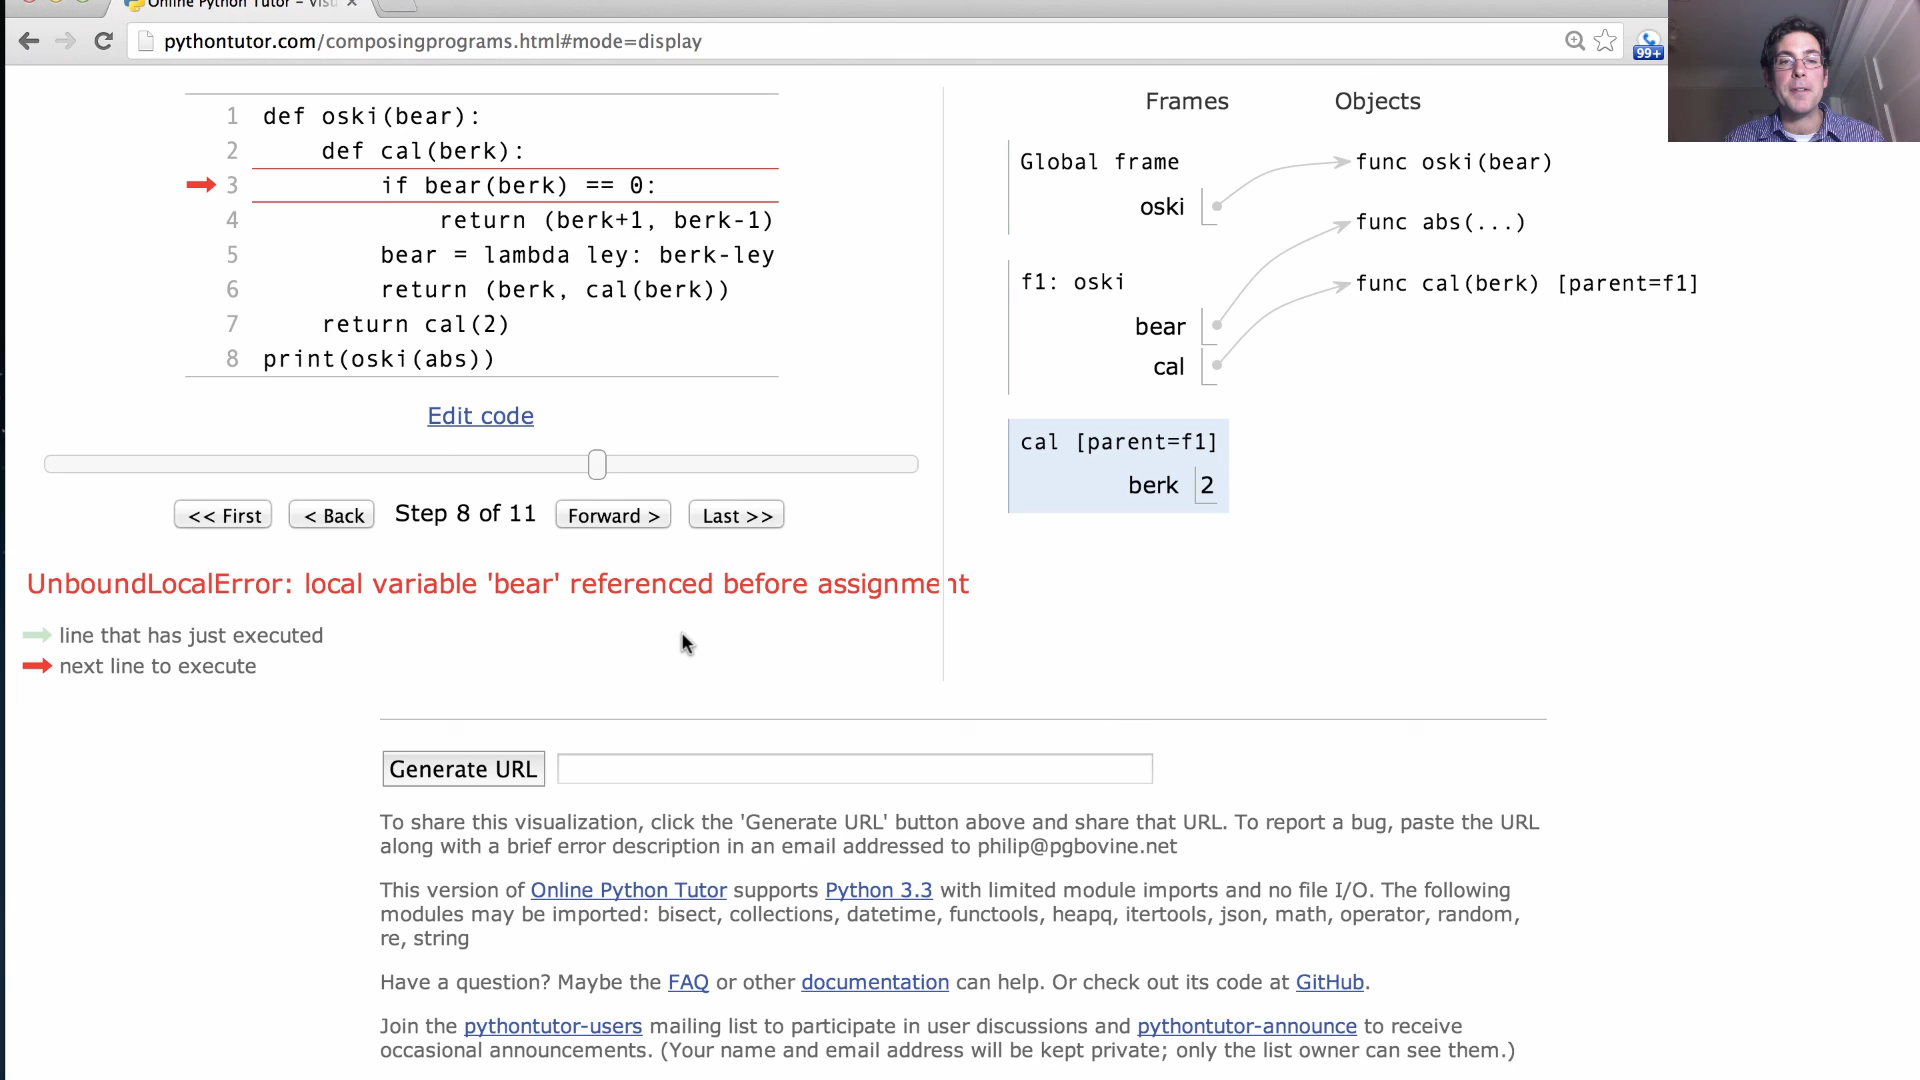 Online Python Tutor – Visu
pythontutor.com/composingprograms.html#mode=display
99+
1 def oski(bear):
2     def cal(berk):
3         if bear(berk) == 0:
4             return (berk+1, berk-1)
5         bear = lambda ley: berk-ley
6         return (berk, cal(berk))
7     return cal(2)
8 print(oski(abs))
Edit code
<< First < Back Step 8 of 11 Forward > Last >>
UnboundLocalError: local variable 'bear' referenced before assignment
line that has just executed
next line to execute
Frames Objects
Global frame func oski(bear)
oski
func abs(...)
f1: oski func cal(berk) [parent=f1]
bear
cal
cal [parent=f1]
berk 2
Generate URL
To share this visualization, click the 'Generate URL' button above and share that URL. To report a bug, paste the URL
along with a brief error description in an email addressed to philip@pgbovine.net
This version of Online Python Tutor supports Python 3.3 with limited module imports and no file I/O. The following
modules may be imported: bisect, collections, datetime, functools, heapq, itertools, json, math, operator, random,
re, string
Have a question? Maybe the FAQ or other documentation can help. Or check out its code at GitHub.
Join the pythontutor-users mailing list to participate in user discussions and pythontutor-announce to receive
occasional announcements. (Your name and email address will be kept private; only the list owner can see them.)